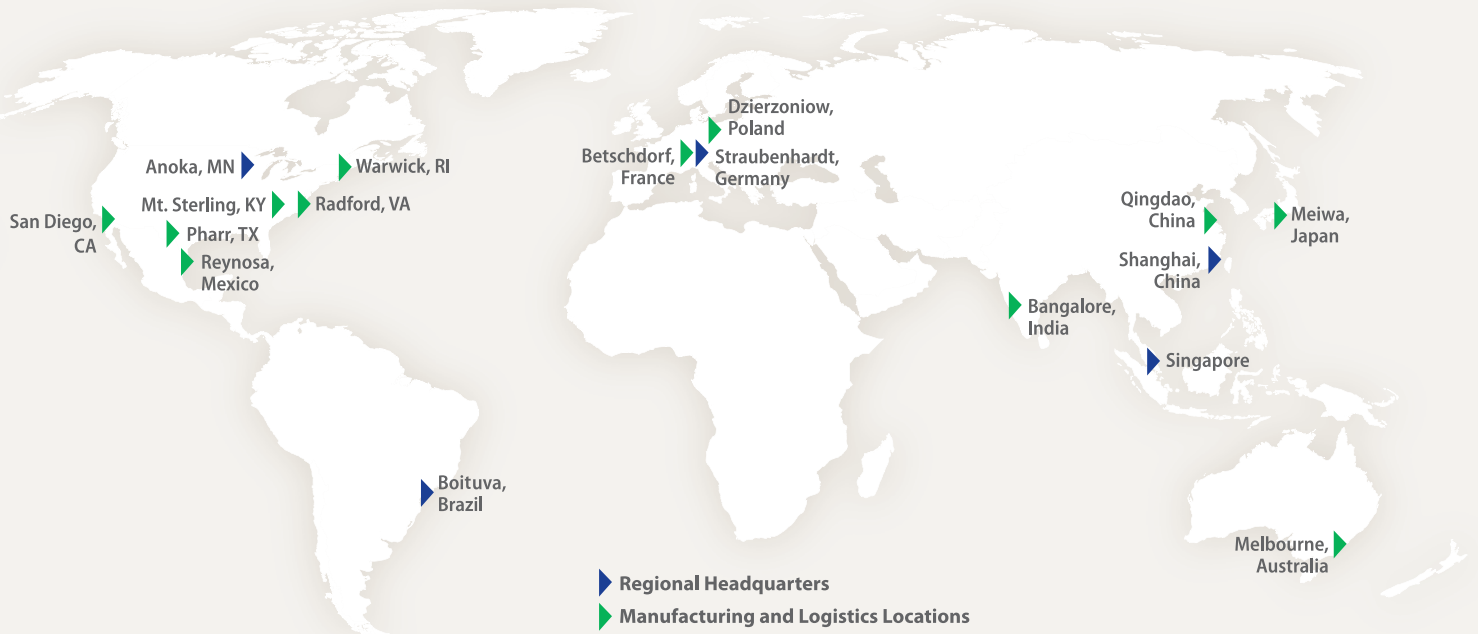 Dzierzoniow,
Poland
Anoka, MN
Warwick, RI
Betschdorf,
France
Straubenhardt,
Germany
Mt. Sterling, KY
Radford, VA
San Diego,
CA
Pharr, TX
Reynosa,
Mexico
Qingdao,
China
Meiwa,
Japan
Shanghai,
China
Bangalore,
India
Singapore
Boituva,
Brazil
Melbourne,
Australia
Regional Headquarters
Manufacturing and Logistics Locations